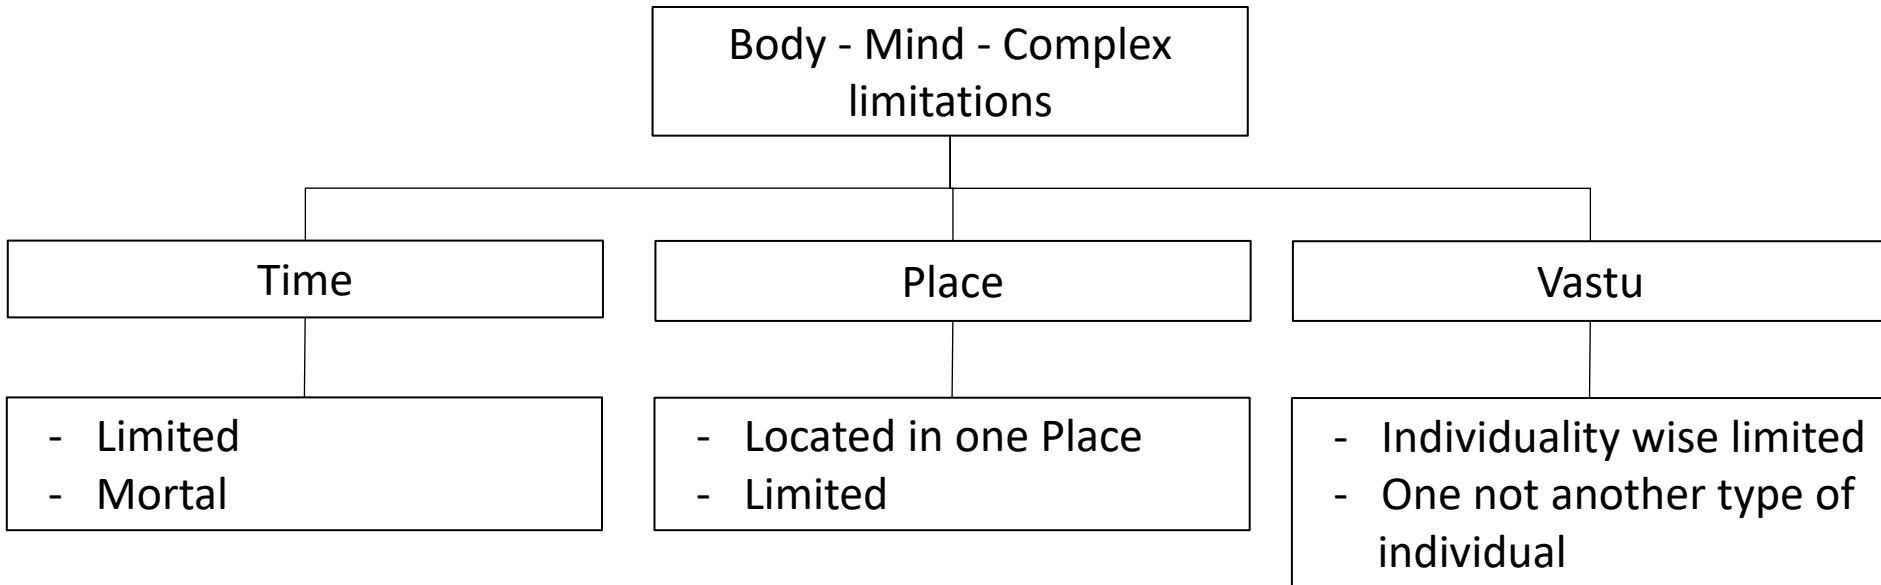 Body - Mind - Complex
limitations
Time
Place
Vastu
- Limited
- Mortal
- Located in one Place
- Limited
- Individuality wise limited
- One not another type of
individual